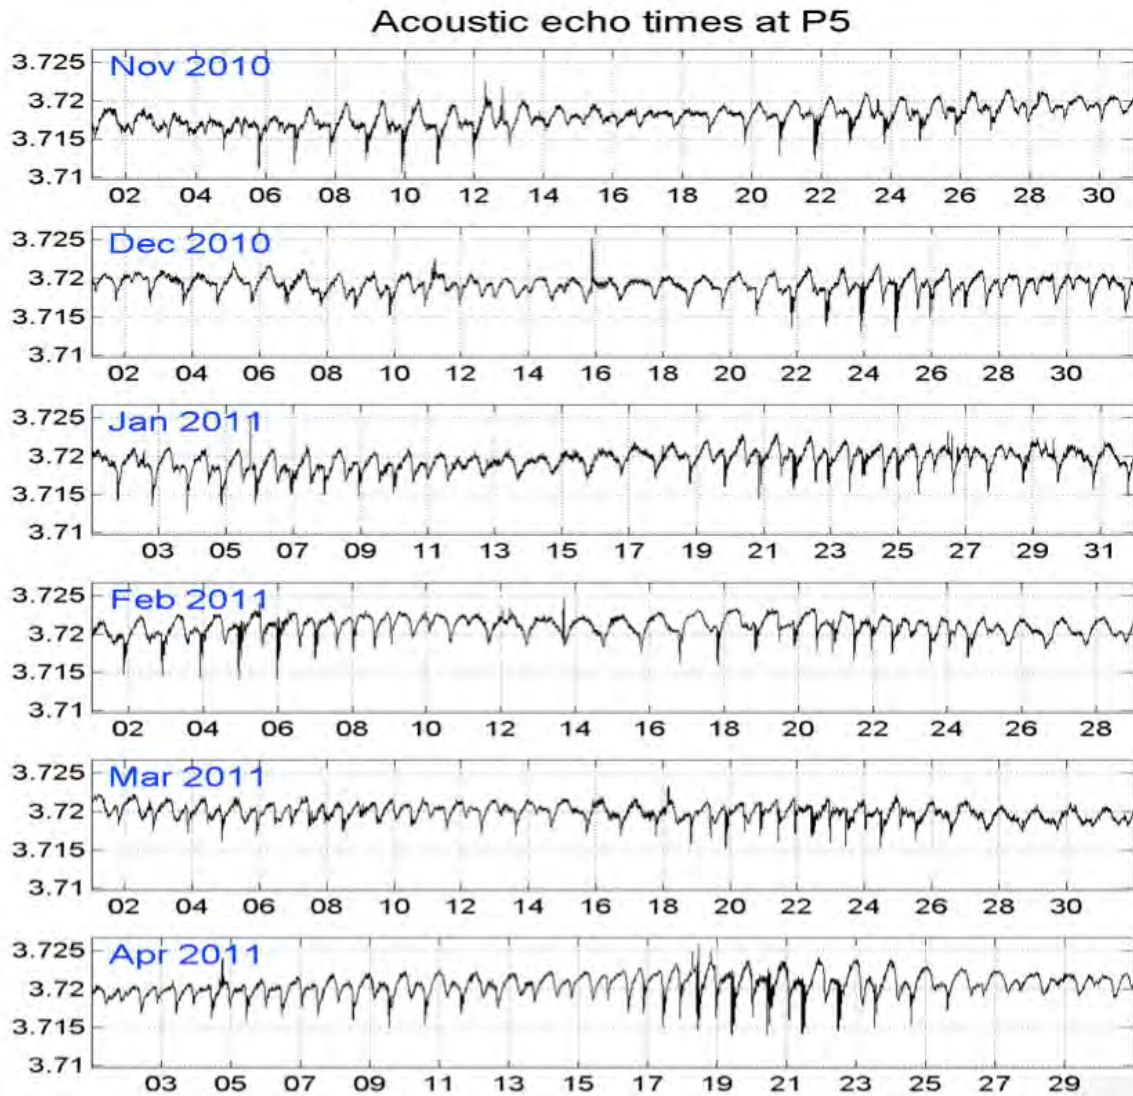 Acoustic echo times at P5
Nov 2010
3.725
3.72
3.715
3.71
02 04 06 08 10 12 14 16 18 20 22 24 26 28 30
Dec 2010
3.725
3.72
3.715
3.71
02 04 06 08 10 12 14 16 18 20 22 24 26 28 30
Jan 2011
3.725
3.72
3.715
3.71
03 05 07 09 11 13 15 17 19 21 23 25 27 29 31
Feb 2011
3.725
3.72
3.715
3.71
02 04 06 08 10 12 14 16 18 20 22 24 26 28
Mar 2011
3.725
3.72
3.715
3.71
02 04 06 08 10 12 14 16 18 20 22 24 26 28 30
Apr 2011
3.725
3.72
3.715
3.71
03 05 07 09 11 13 15 17 19 21 23 25 27 29